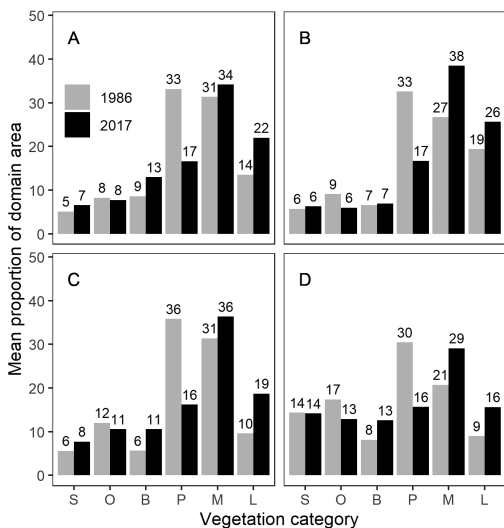 Mean proportion of domain area
50
40
30
20
10
0
A
1986
2017
5 7 8 8 9 13 33 17 31 34 14 22
B
6 6 9 6 7 7 33 17 27 38 19 26
50
40
30
20
10
0
C
6 8 12 11 6 11 36 16 31 36 10 19
D
14 14 17 13 8 13 30 16 21 29 9 16
S O B P M L
S O B P M L
Vegetation category